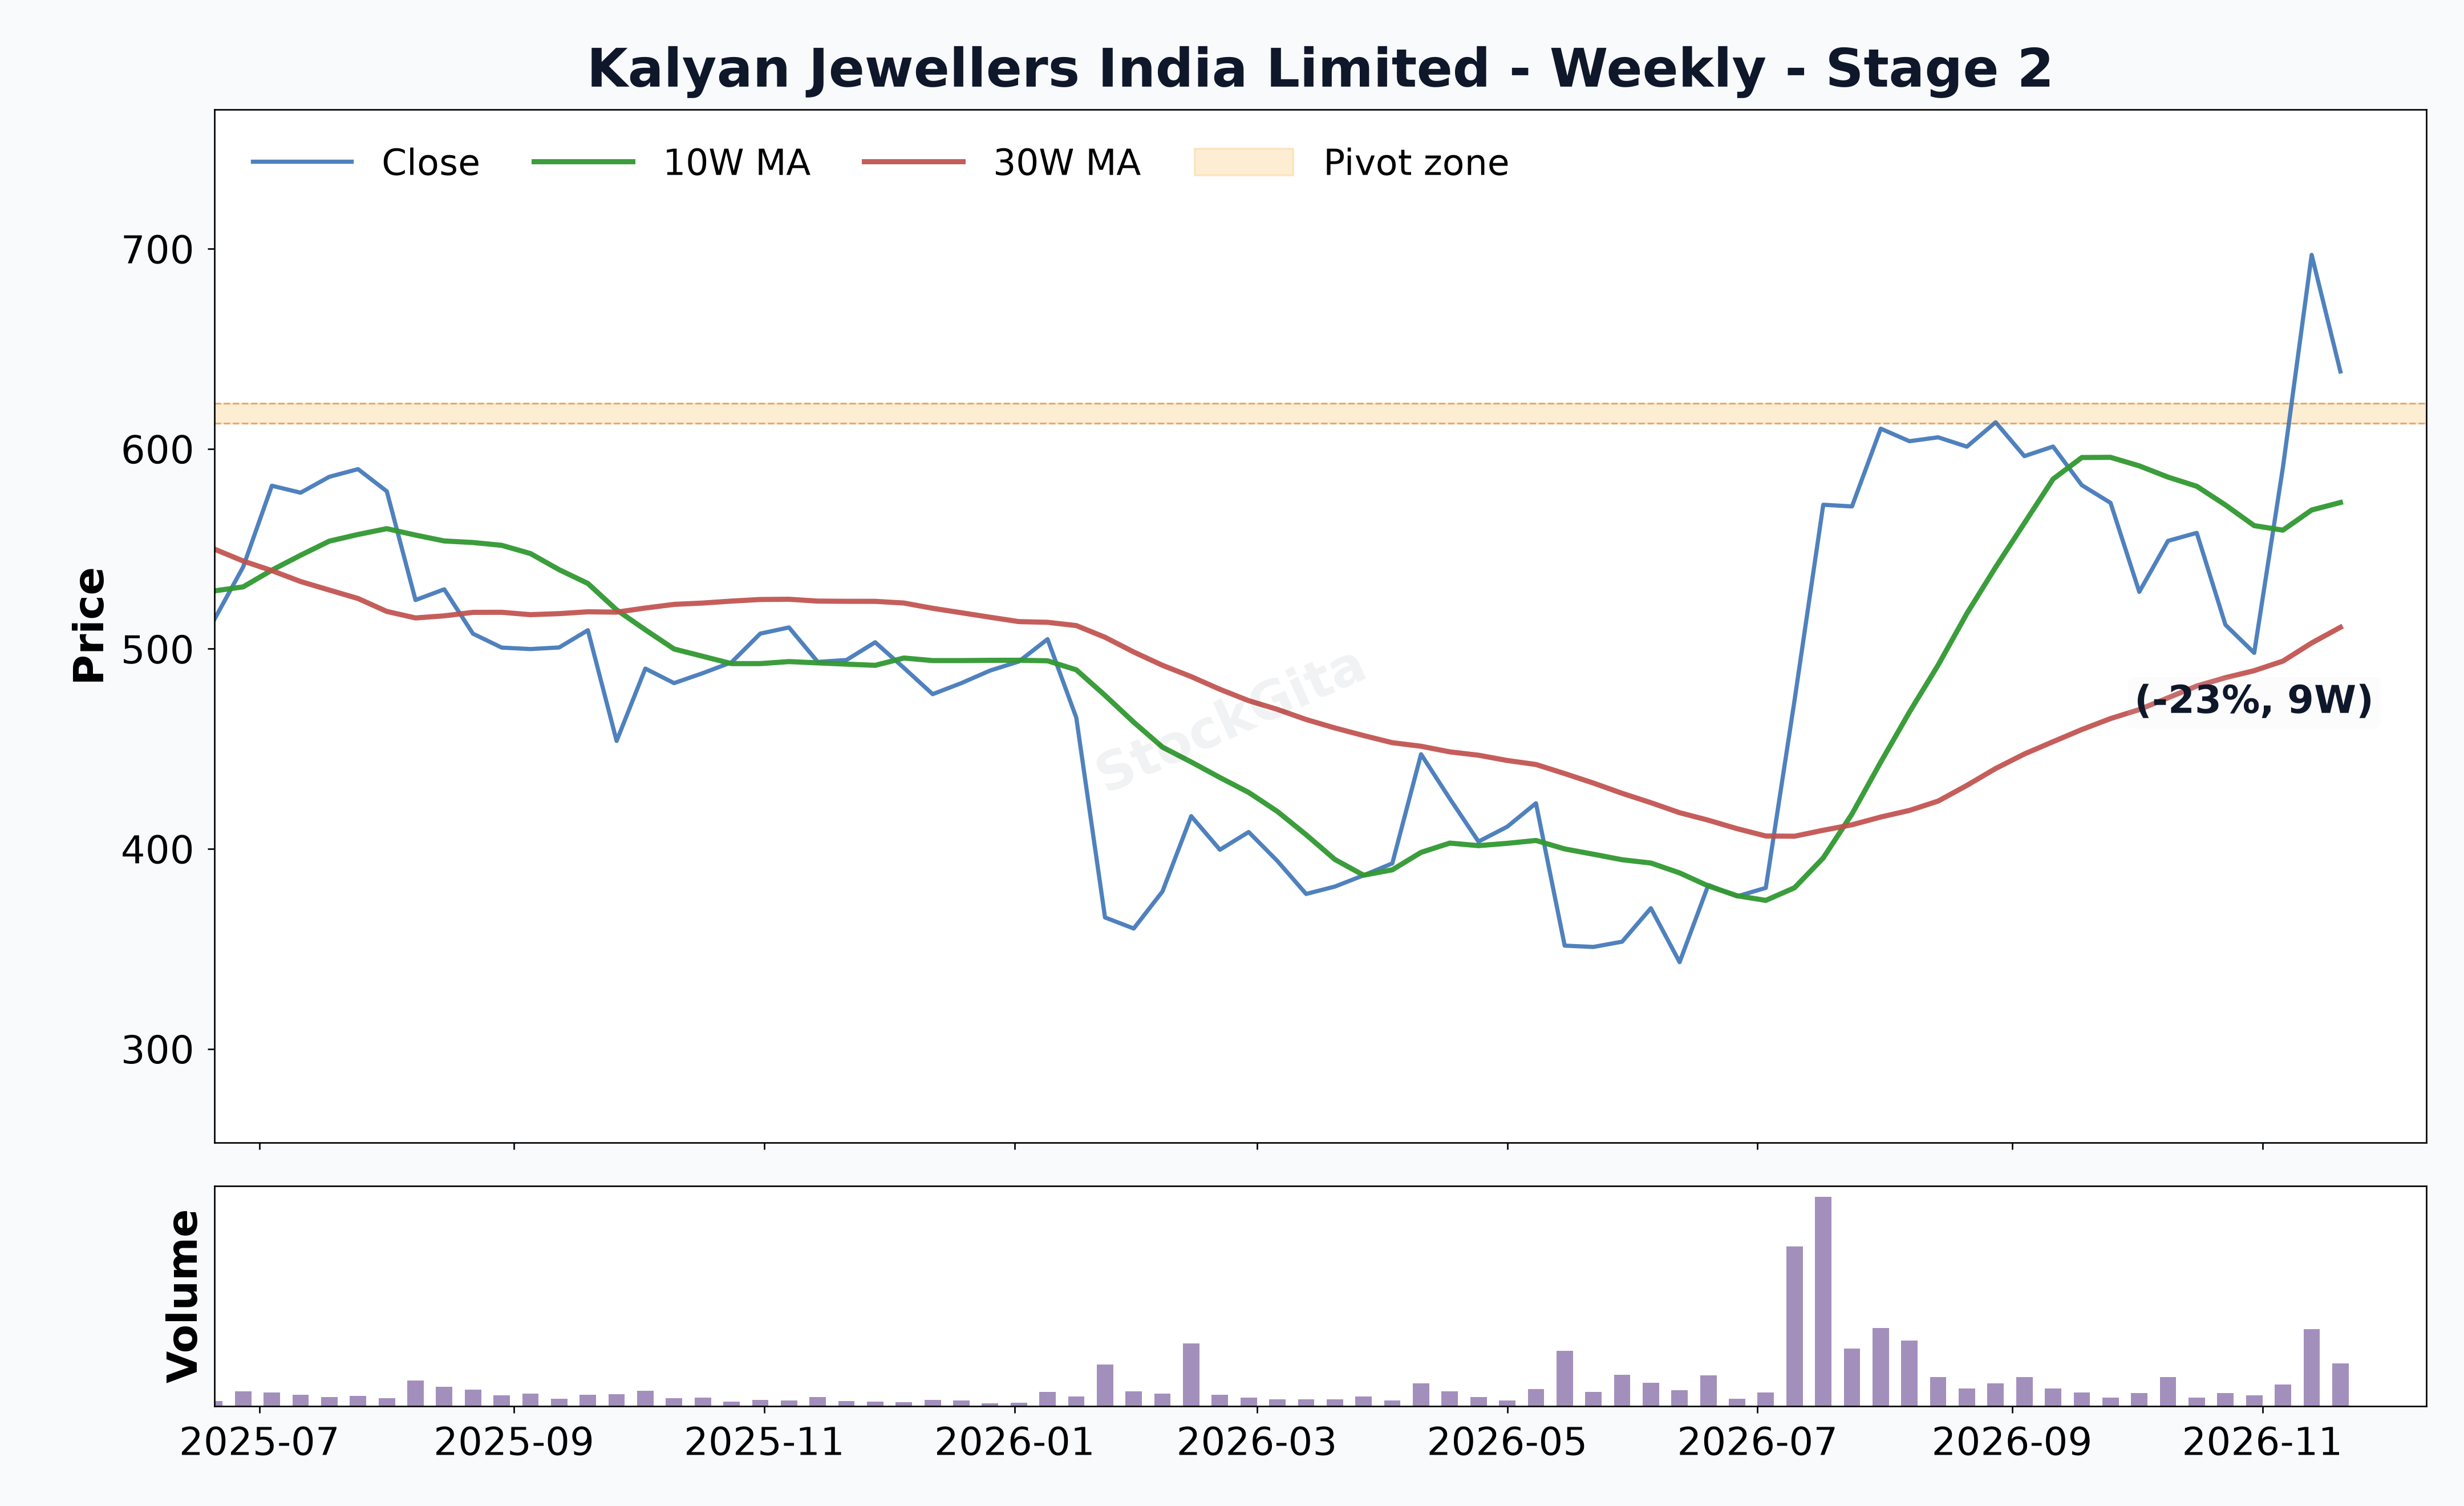 Kalyan Jewellers India Limited - Weekly - Stage 2
Close 10W MA 30W MA Pivot zone
700
600
500
400
300
Price
StockGita
(-23%, 9W)
Volume
2025-07 2025-09 2025-11 2026-01 2026-03 2026-05 2026-07 2026-09 2026-11